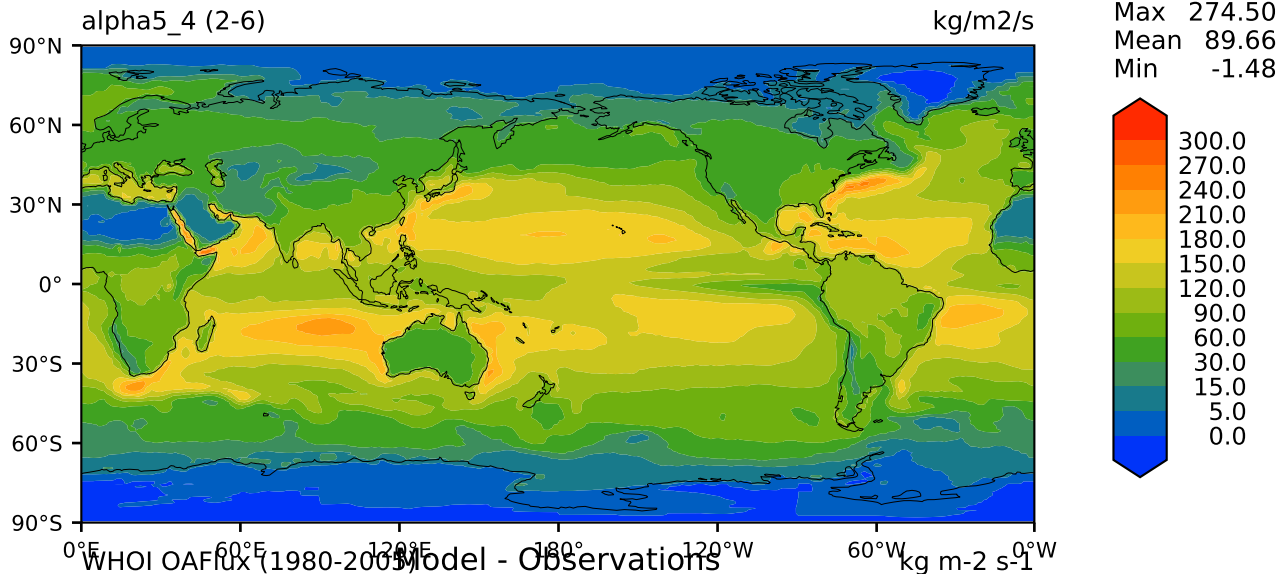 alpha5_4 (2-6) kg/m2/s
Max 274.50
Mean 89.66
Min -1.48
90°N
60°N
30°N
0°
30°S
60°S
90°S
300.0
270.0
240.0
210.0
180.0
150.0
120.0
90.0
60.0
30.0
15.0
5.0
0.0
0°E 60°E 120°E 180° 120°W 60°W 0°W
WHOI OAFlux (1980-2005) Model - Observations kg m-2 s-1